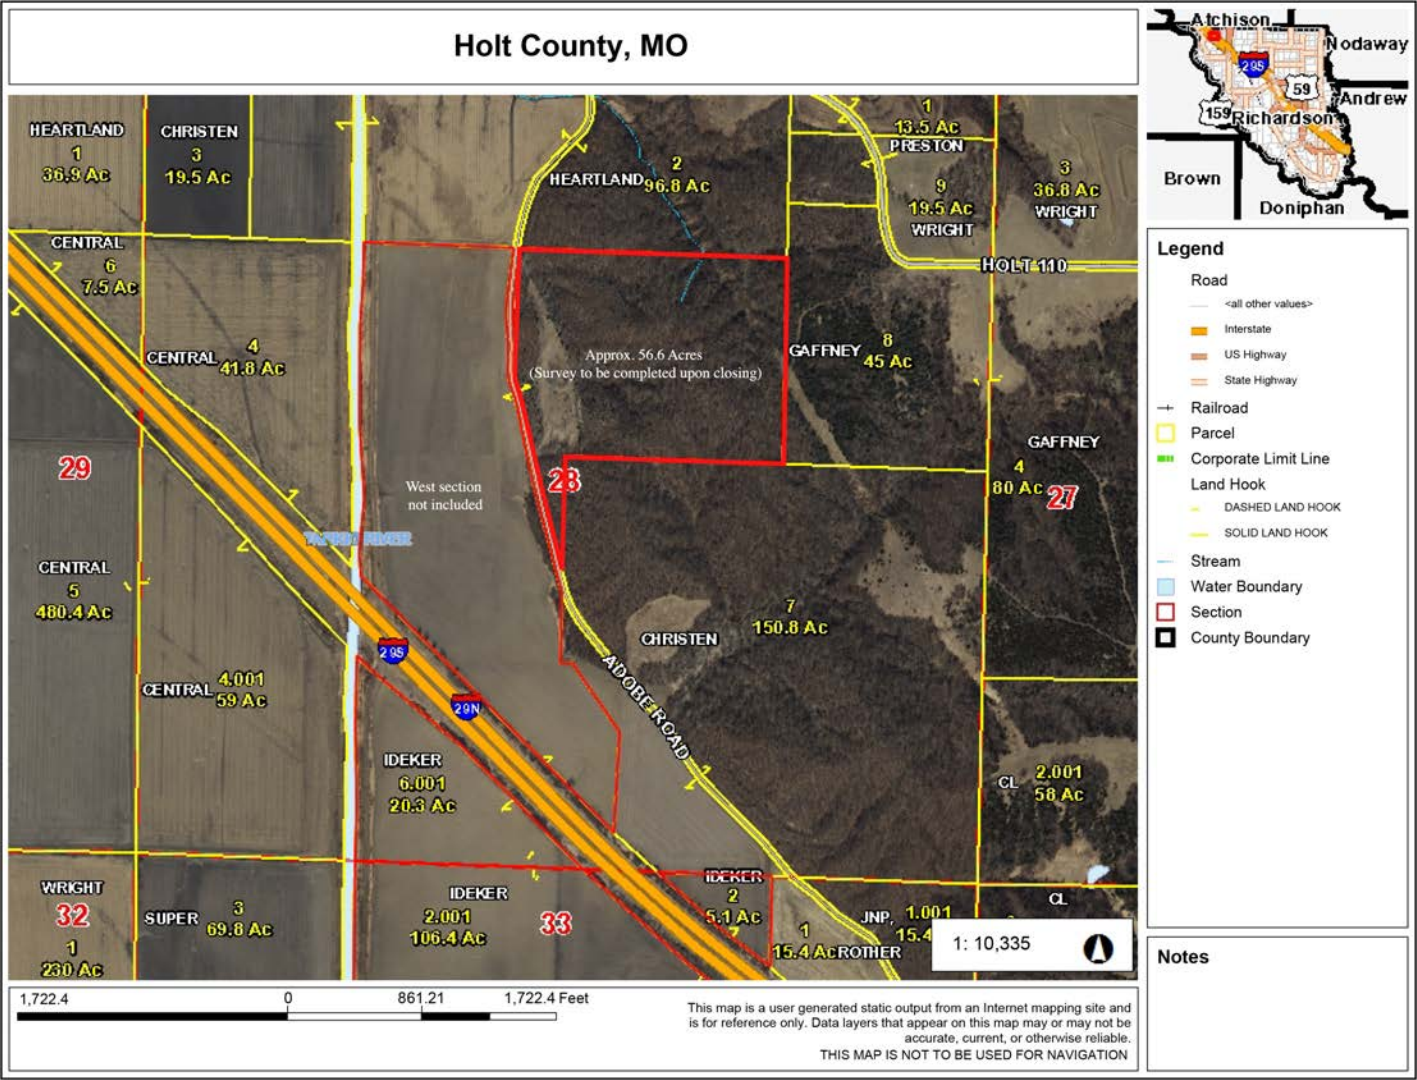 Holt County, MO
Atchison
Nodaway
295
59
Andrew
159
Richardson
Brown
Doniphan
HEARTLAND
1
36.9 Ac
CHRISTEN
3
19.5 Ac
HEARTLAND
2
96.8 Ac
1
13.5 Ac
PRESTON
9
19.5 Ac
WRIGHT
3
36.8 Ac
WRIGHT
HOLT 110
CENTRAL
6
7.5 Ac
CENTRAL
4
41.8 Ac
Approx. 56.6 Acres
(Survey to be completed upon closing)
GAFFNEY
8
45 Ac
GAFFNEY
4
80 Ac
27
29
28
West section
not included
CENTRAL
5
480.4 Ac
7
150.8 Ac
CHRISTEN
295
29N
ADOBE ROAD
CENTRAL
4.001
59 Ac
IDEKER
6.001
20.3 Ac
CL
2.001
58 Ac
WRIGHT
32
1
230 Ac
SUPER
3
69.8 Ac
IDEKER
2.001
106.4 Ac
33
IDEKER
2
5.1 Ac
1
15.4 Ac
JNP,
ROTHER
1.001
15.4
CL
1: 10,335
Legend
Road
<all other values>
Interstate
US Highway
State Highway
Railroad
Parcel
Corporate Limit Line
Land Hook
DASHED LAND HOOK
SOLID LAND HOOK
Stream
Water Boundary
Section
County Boundary
Notes
1,722.4 0 861.21 1,722.4 Feet
This map is a user generated static output from an Internet mapping site and
is for reference only. Data layers that appear on this map may or may not be
accurate, current, or otherwise reliable.
THIS MAP IS NOT TO BE USED FOR NAVIGATION